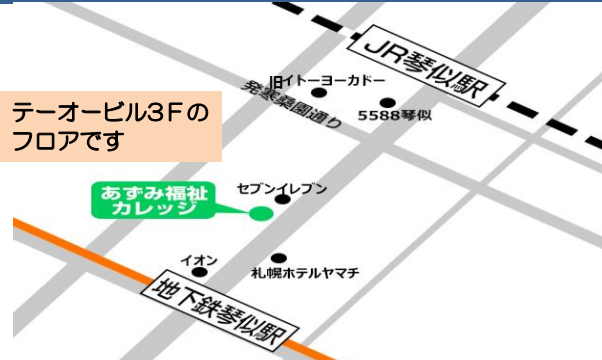 JR琴似駅
旧イトーヨーカドー
発寒桑園通り
5588琴似
テーオービル3Fの
フロアです
あずみ福祉
カレッジ
セブンイレブン
イオン
札幌ホテルヤマチ
地下鉄琴似駅